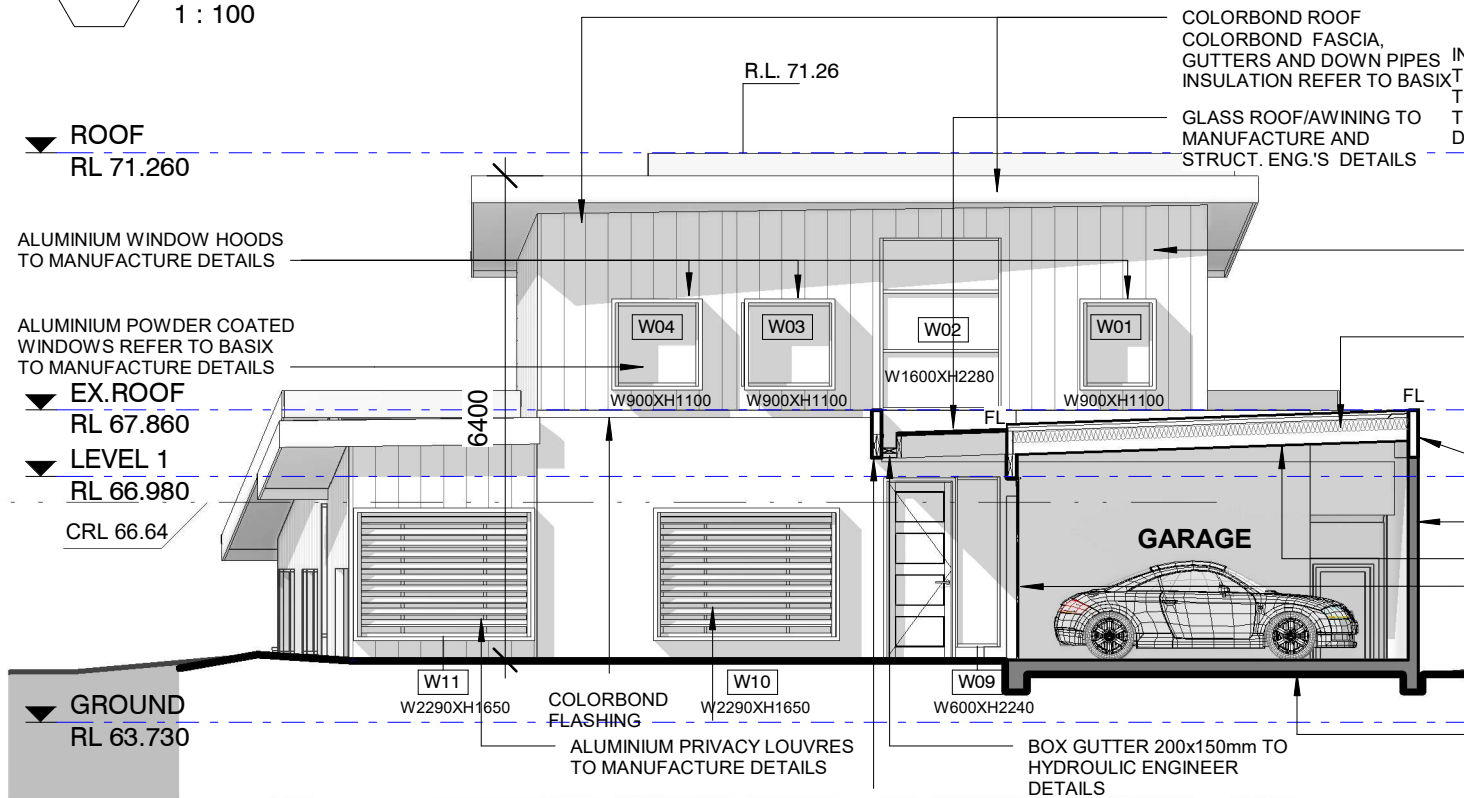 1 : 100
COLORBOND ROOF
COLORBOND FASCIA,
GUTTERS AND DOWN PIPES
INSULATION REFER TO BASIX
IN
T
T
T
D
R.L. 71.26
GLASS ROOF/AWINING TO
MANUFACTURE AND
STRUCT. ENG.'S DETAILS
ROOF
RL 71.260
ALUMINIUM WINDOW HOODS
TO MANUFACTURE DETAILS
ALUMINIUM POWDER COATED
WINDOWS REFER TO BASIX
TO MANUFACTURE DETAILS
W04
W03
W02
W01
W900XH1100
W900XH1100
W1600XH2280
W900XH1100
EX.ROOF
RL 67.860
6400
FL
FL
LEVEL 1
RL 66.980
CRL 66.64
GARAGE
W11
W2290XH1650
W10
W2290XH1650
W09
W600XH2240
GROUND
RL 63.730
COLORBOND
FLASHING
ALUMINIUM PRIVACY LOUVRES
TO MANUFACTURE DETAILS
BOX GUTTER 200x150mm TO
HYDROULIC ENGINEER
DETAILS